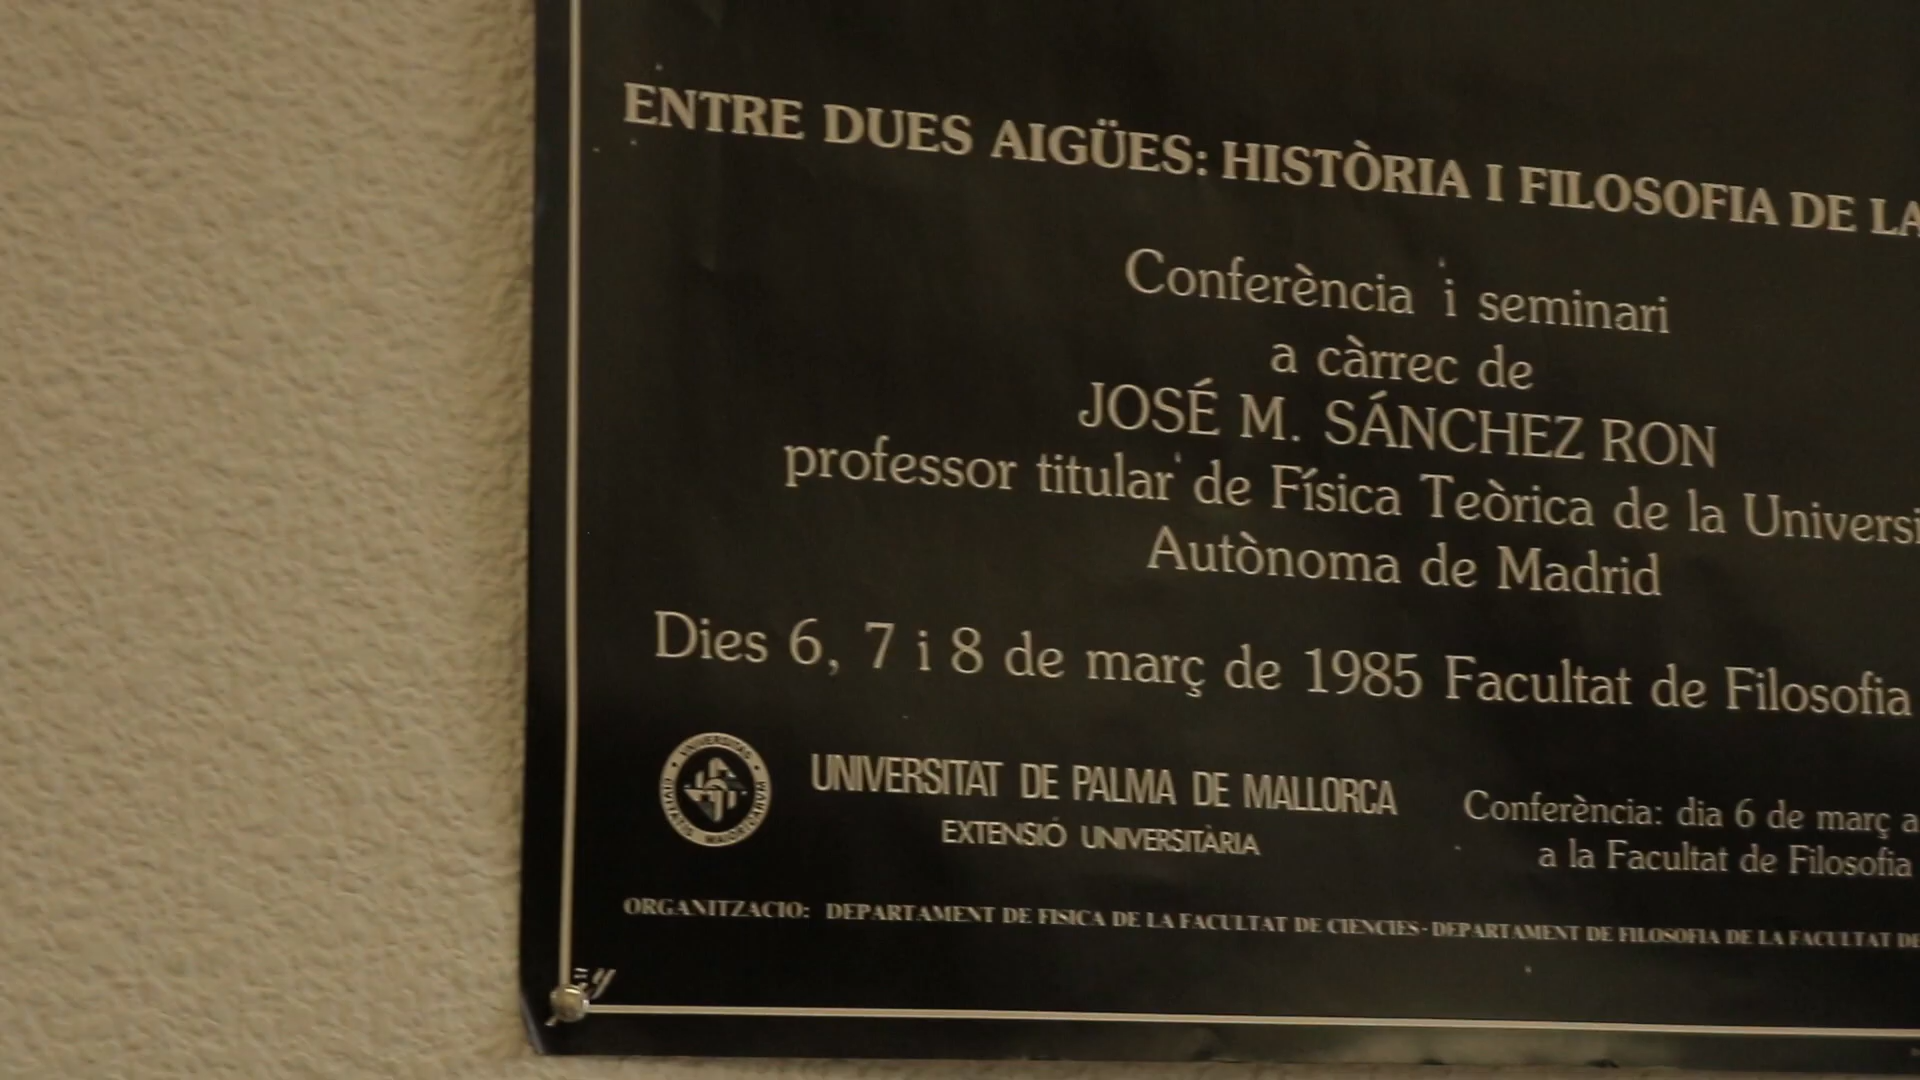 ENTRE DUES AIGÜES: HISTÒRIA I FILOSOFIA DE LA
Conferència i seminari
a càrrec de
JOSÉ M. SÁNCHEZ RON
professor titular de Física Teòrica de la Universi
Autònoma de Madrid
Dies 6, 7 i 8 de març de 1985 Facultat de Filosofia
UNIVERSITAT DE PALMA DE MALLORCA
EXTENSIÓ UNIVERSITÀRIA
Conferència: dia 6 de març a
a la Facultat de Filosofia
ORGANITZACIO: DEPARTAMENT DE FISICA DE LA FACULTAT DE CIENCIES - DEPARTAMENT DE FILOSOFIA DE LA FACULTAT DE